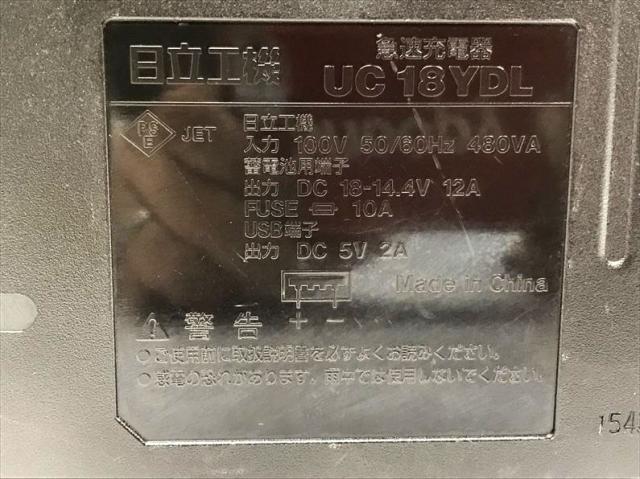 日立工機 急速充電器
UC18YDL
PSE JET
日立工機
入力 100V 50/60Hz 480VA
蓄電池用端子
出力 DC 18-14.4V 12A
FUSE 10A
USB端子
出力 DC 5V 2A
Made in China
+ −
警告
●ご使用前に取扱説明書を必ずよくお読みください。
●感電の恐れがあります。雨中では使用しないでください。
154